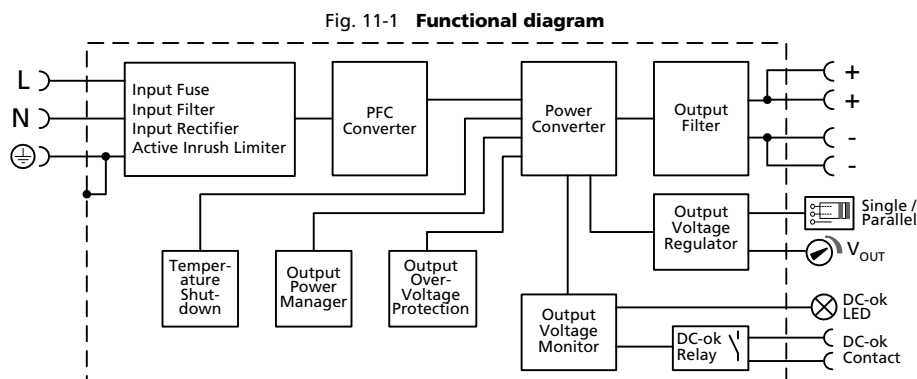 Fig. 11-1 Functional diagram
L
N
Input Fuse
Input Filter
Input Rectifier
Active Inrush Limiter
PFC
Converter
Power
Converter
Output
Filter
+
+
-
-
Output
Voltage
Regulator
Single /
Parallel
VOUT
Temper-
ature
Shut-
down
Output
Power
Manager
Output
Over-
Voltage
Protection
Output
Voltage
Monitor
DC-ok
LED
DC-ok
Relay
DC-ok
Contact